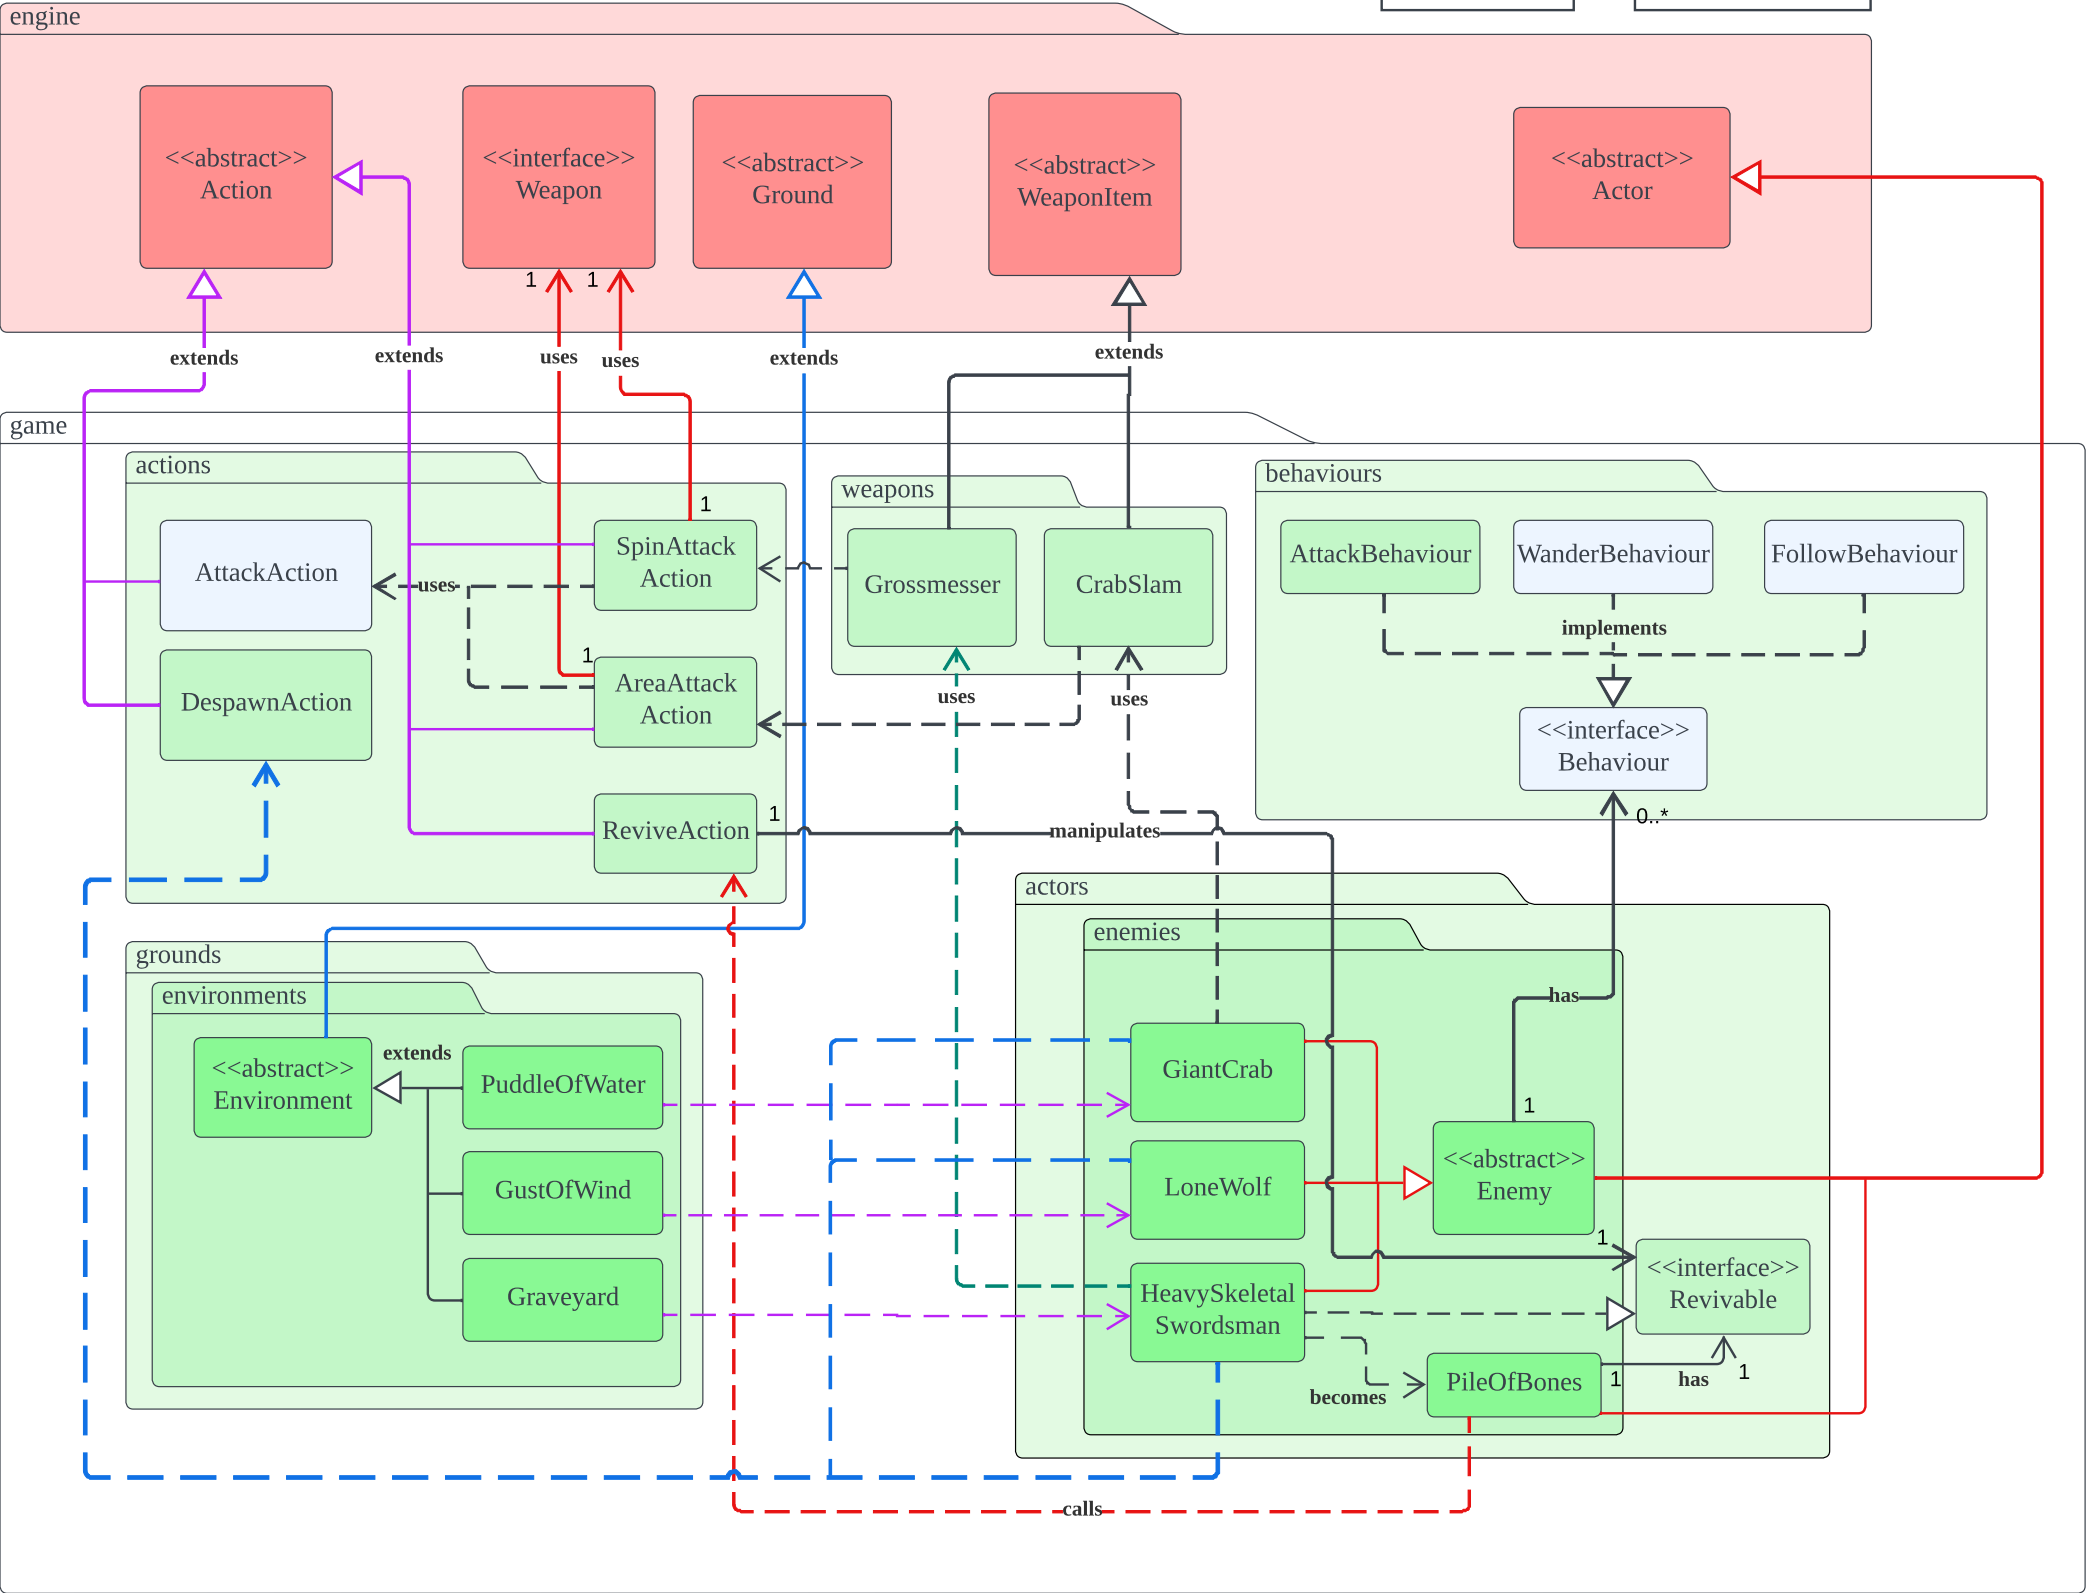 engine
<<abstract>>
Action
<<interface>>
Weapon
<<abstract>>
Ground
<<abstract>>
WeaponItem
<<abstract>>
Actor
1
1
extends
extends
uses
uses
extends
extends
game
actions
weapons
behaviours
1
AttackAction
uses
SpinAttack
Action
Grossmesser
CrabSlam
AttackBehaviour
WanderBehaviour
FollowBehaviour
implements
1
DespawnAction
AreaAttack
Action
uses
uses
<<interface>>
Behaviour
ReviveAction
1
manipulates
0..*
actors
enemies
grounds
environments
has
<<abstract>>
Environment
extends
PuddleOfWater
GiantCrab
1
GustOfWind
LoneWolf
<<abstract>>
Enemy
1
Graveyard
HeavySkeletal
Swordsman
<<interface>>
Revivable
becomes
PileOfBones
1
has
1
calls